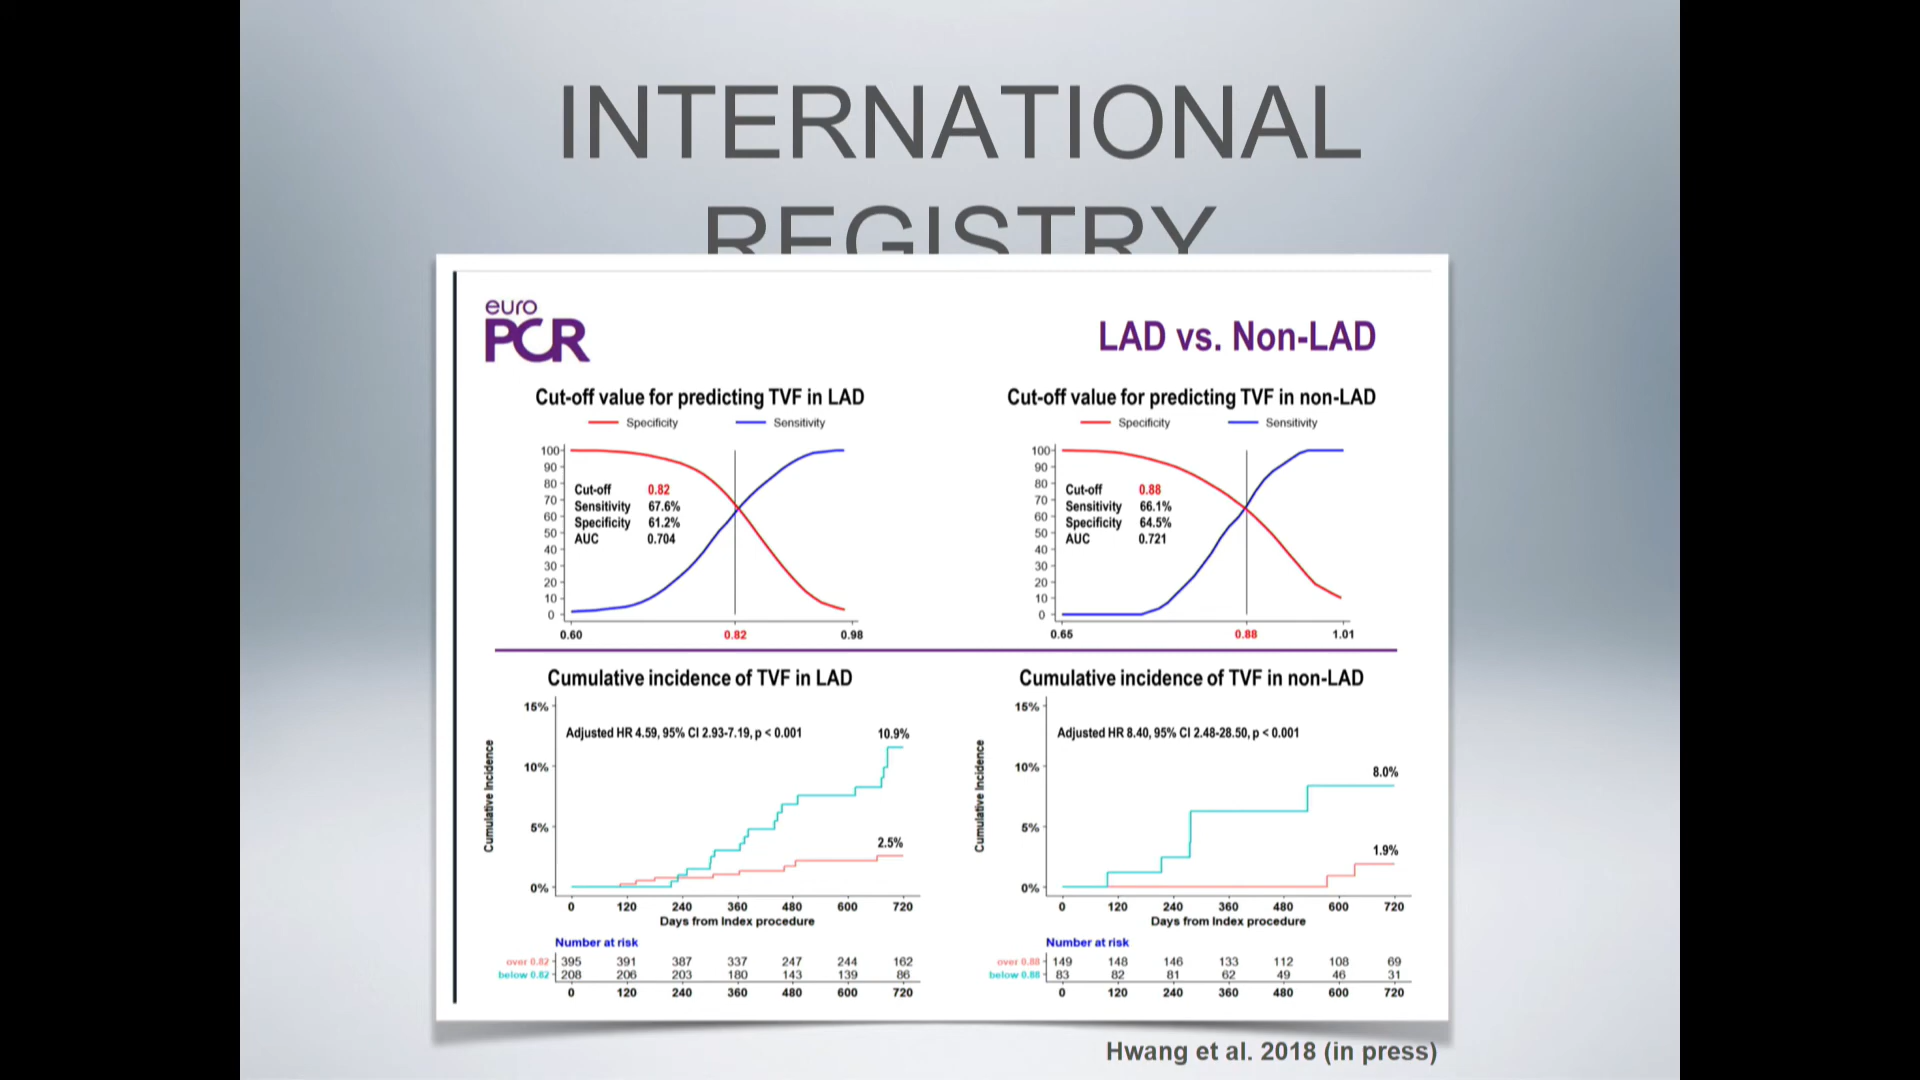 INTERNATIONAL
REGISTRY
euro
PCR
LAD vs. Non-LAD
Cut-off value for predicting TVF in LAD
Specificity Sensitivity
100
90
80
70
60
50
40
30
20
10
0
Cut-off 0.82
Sensitivity 67.6%
Specificity 61.2%
AUC 0.704
0.60 0.82 0.98
Cut-off value for predicting TVF in non-LAD
Specificity Sensitivity
100
90
80
70
60
50
40
30
20
10
0
Cut-off 0.88
Sensitivity 66.1%
Specificity 64.5%
AUC 0.721
0.65 0.88 1.01
Cumulative incidence of TVF in LAD
Cumulative Incidence
15%
10%
5%
0%
Adjusted HR 4.59, 95% CI 2.93-7.19, p < 0.001
10.9%
2.5%
0 120 240 360 480 600 720
Days from Index procedure
Number at risk
over 0.82 395 391 387 337 247 244 162
below 0.82 208 206 203 180 143 139 86
0 120 240 360 480 600 720
Cumulative incidence of TVF in non-LAD
Cumulative Incidence
15%
10%
5%
0%
Adjusted HR 8.40, 95% CI 2.48-28.50, p < 0.001
8.0%
1.9%
0 120 240 360 480 600 720
Days from Index procedure
Number at risk
over 0.88 149 148 146 133 112 108 69
below 0.88 83 82 81 62 49 46 31
0 120 240 360 480 600 720
Hwang et al. 2018 (in press)